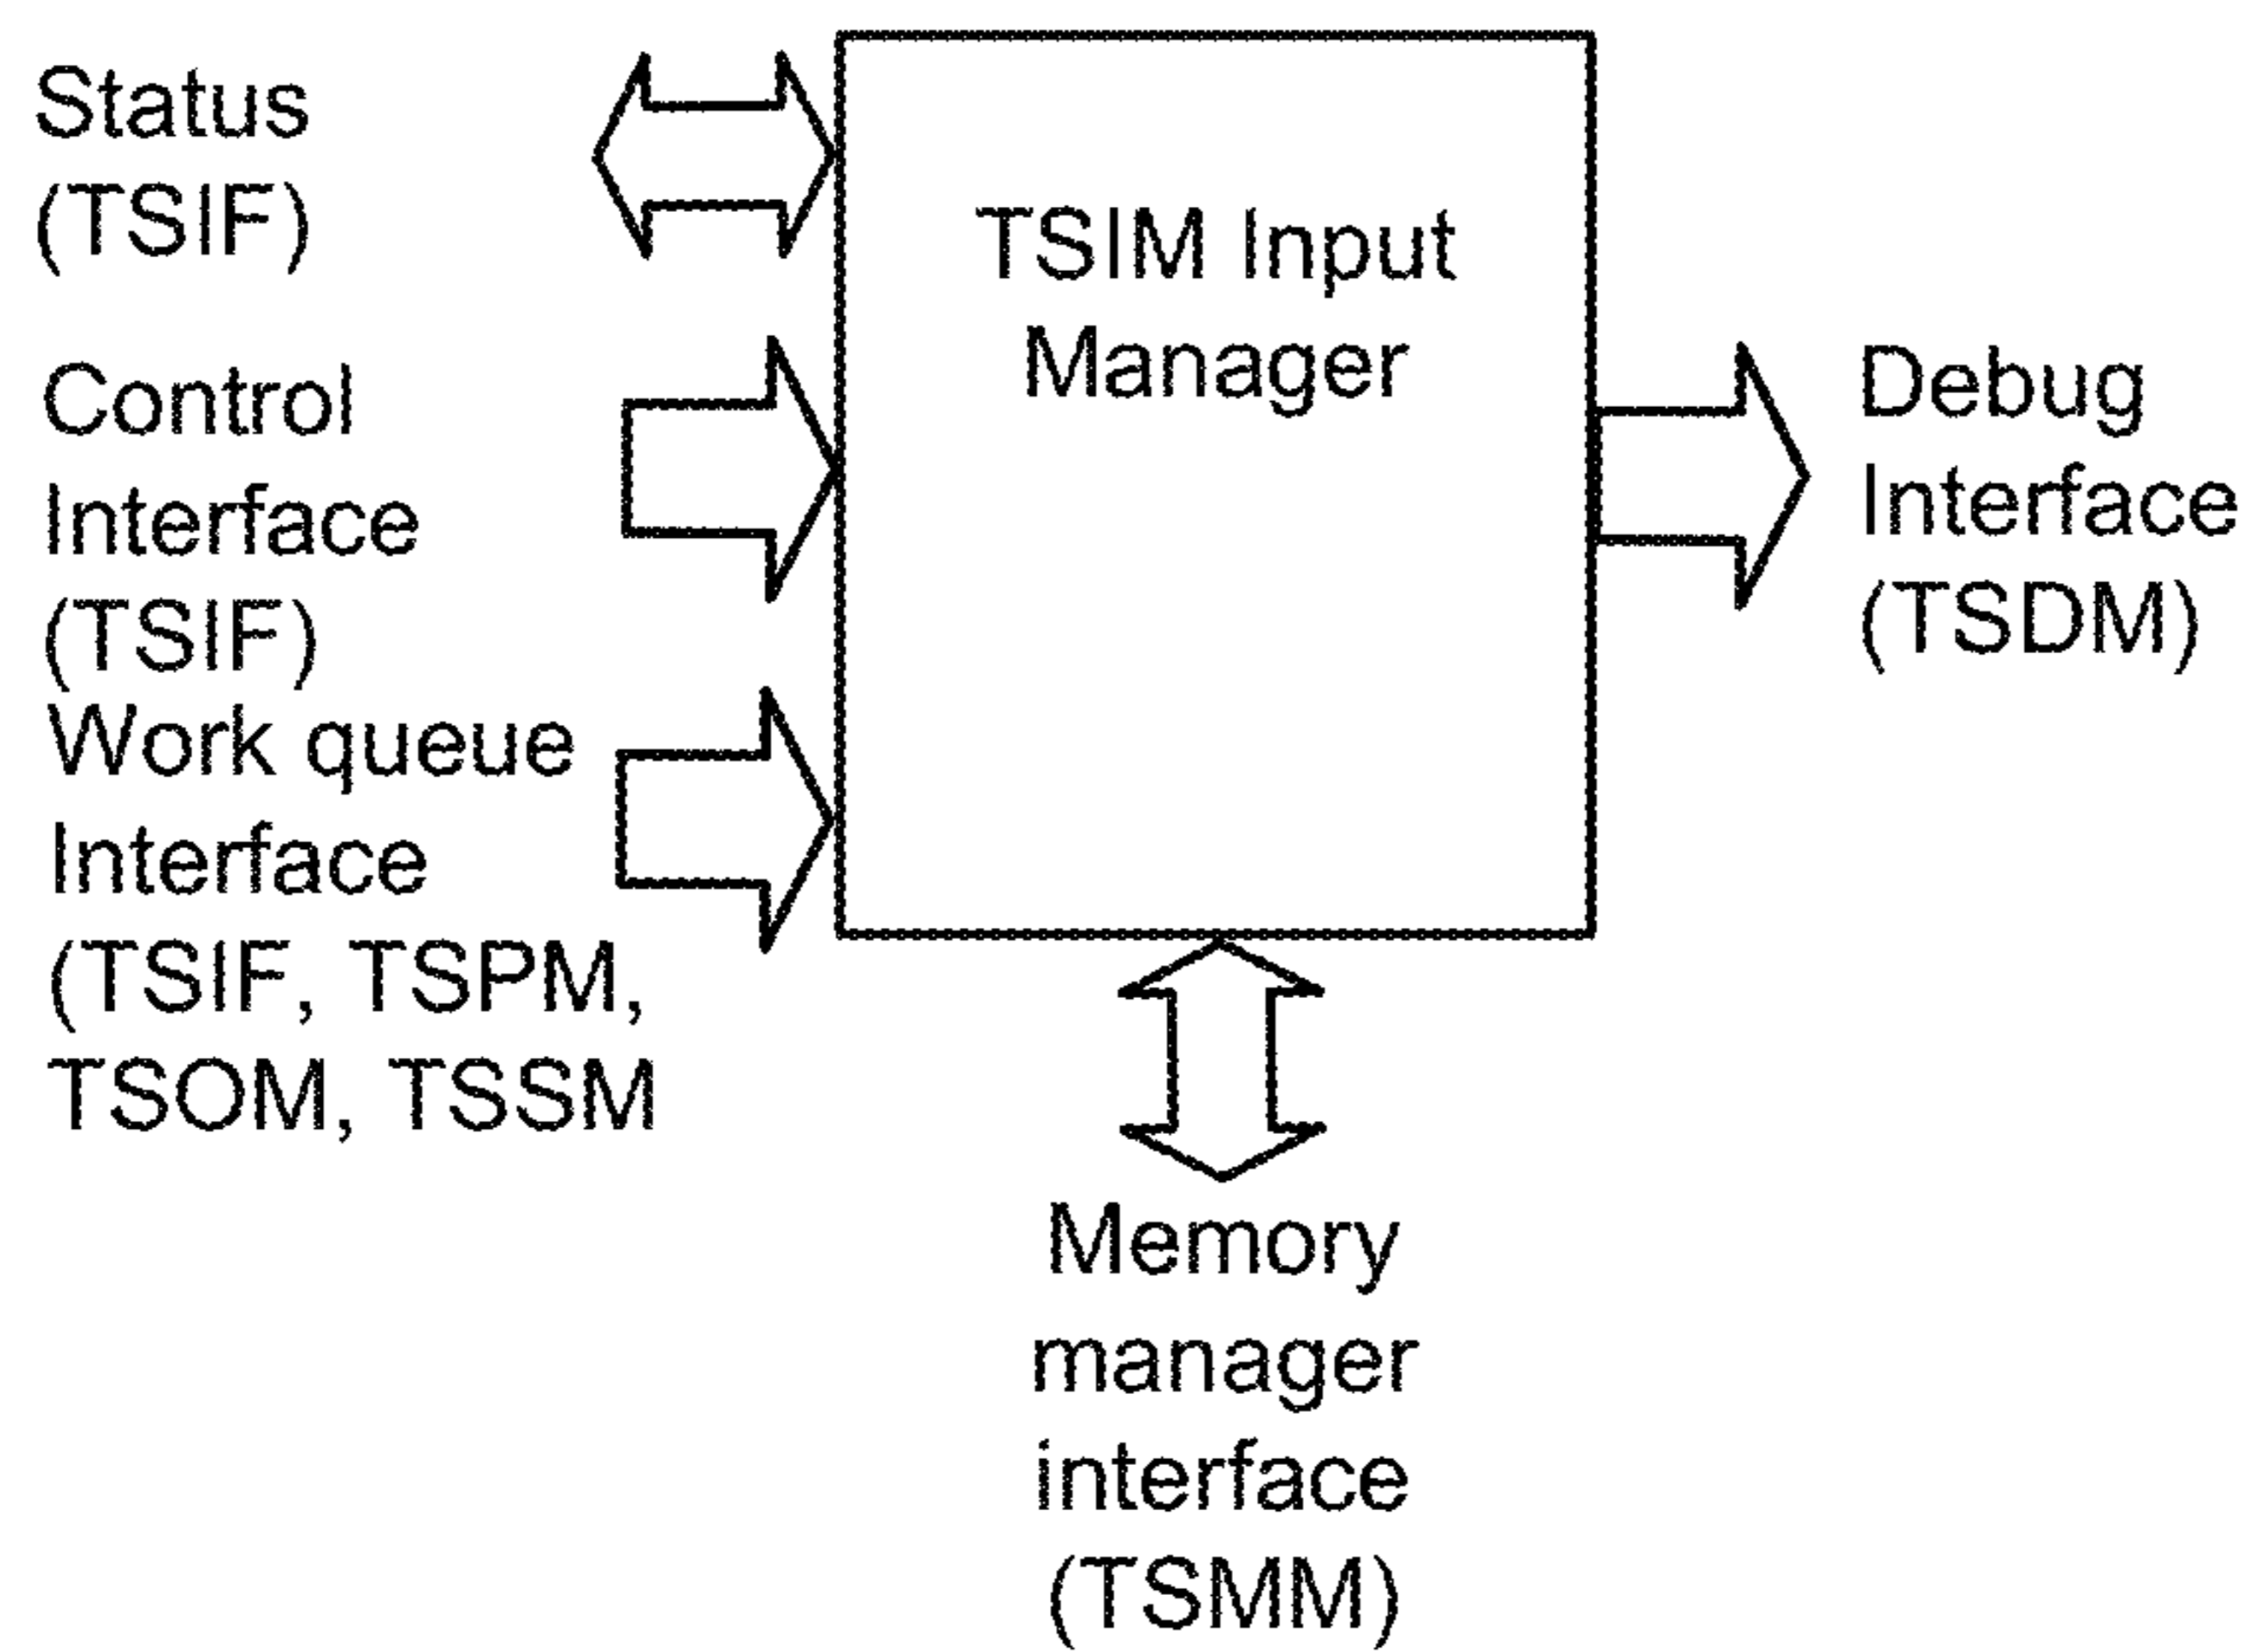 Status
(TSIF)
Control
Interface
(TSIF)
Work queue
Interface
(TSIF, TSPM,
TSOM, TSSM
TSIM Input
Manager
Debug
Interface
(TSDM)
Memory
manager
interface
(TSMM)